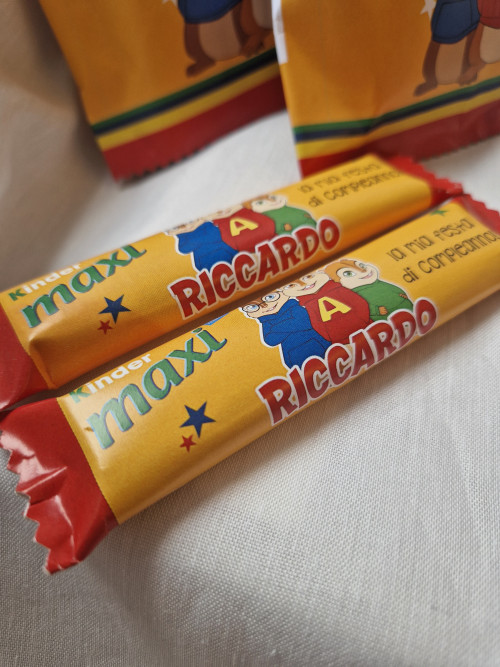 Kinder
maxi
A
RICCARDO
la mia festa
di compleanno
Kinder
maxi
A
RICCARDO
la mia festa
di compleanno